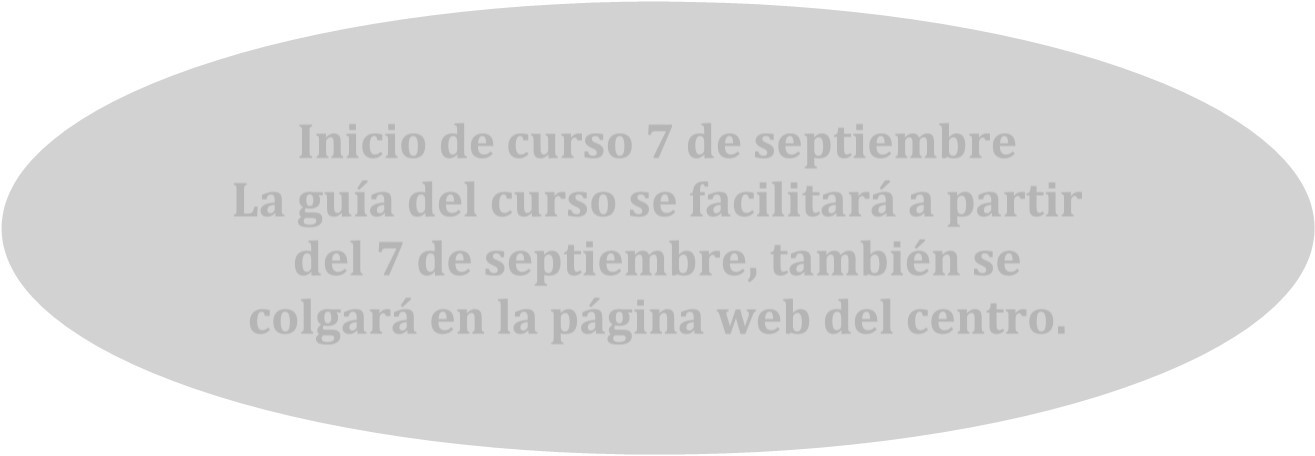 Inicio de curso 7 de septiembre
La guía del curso se facilitará a partir
del 7 de septiembre, también se
colgará en la página web del centro.